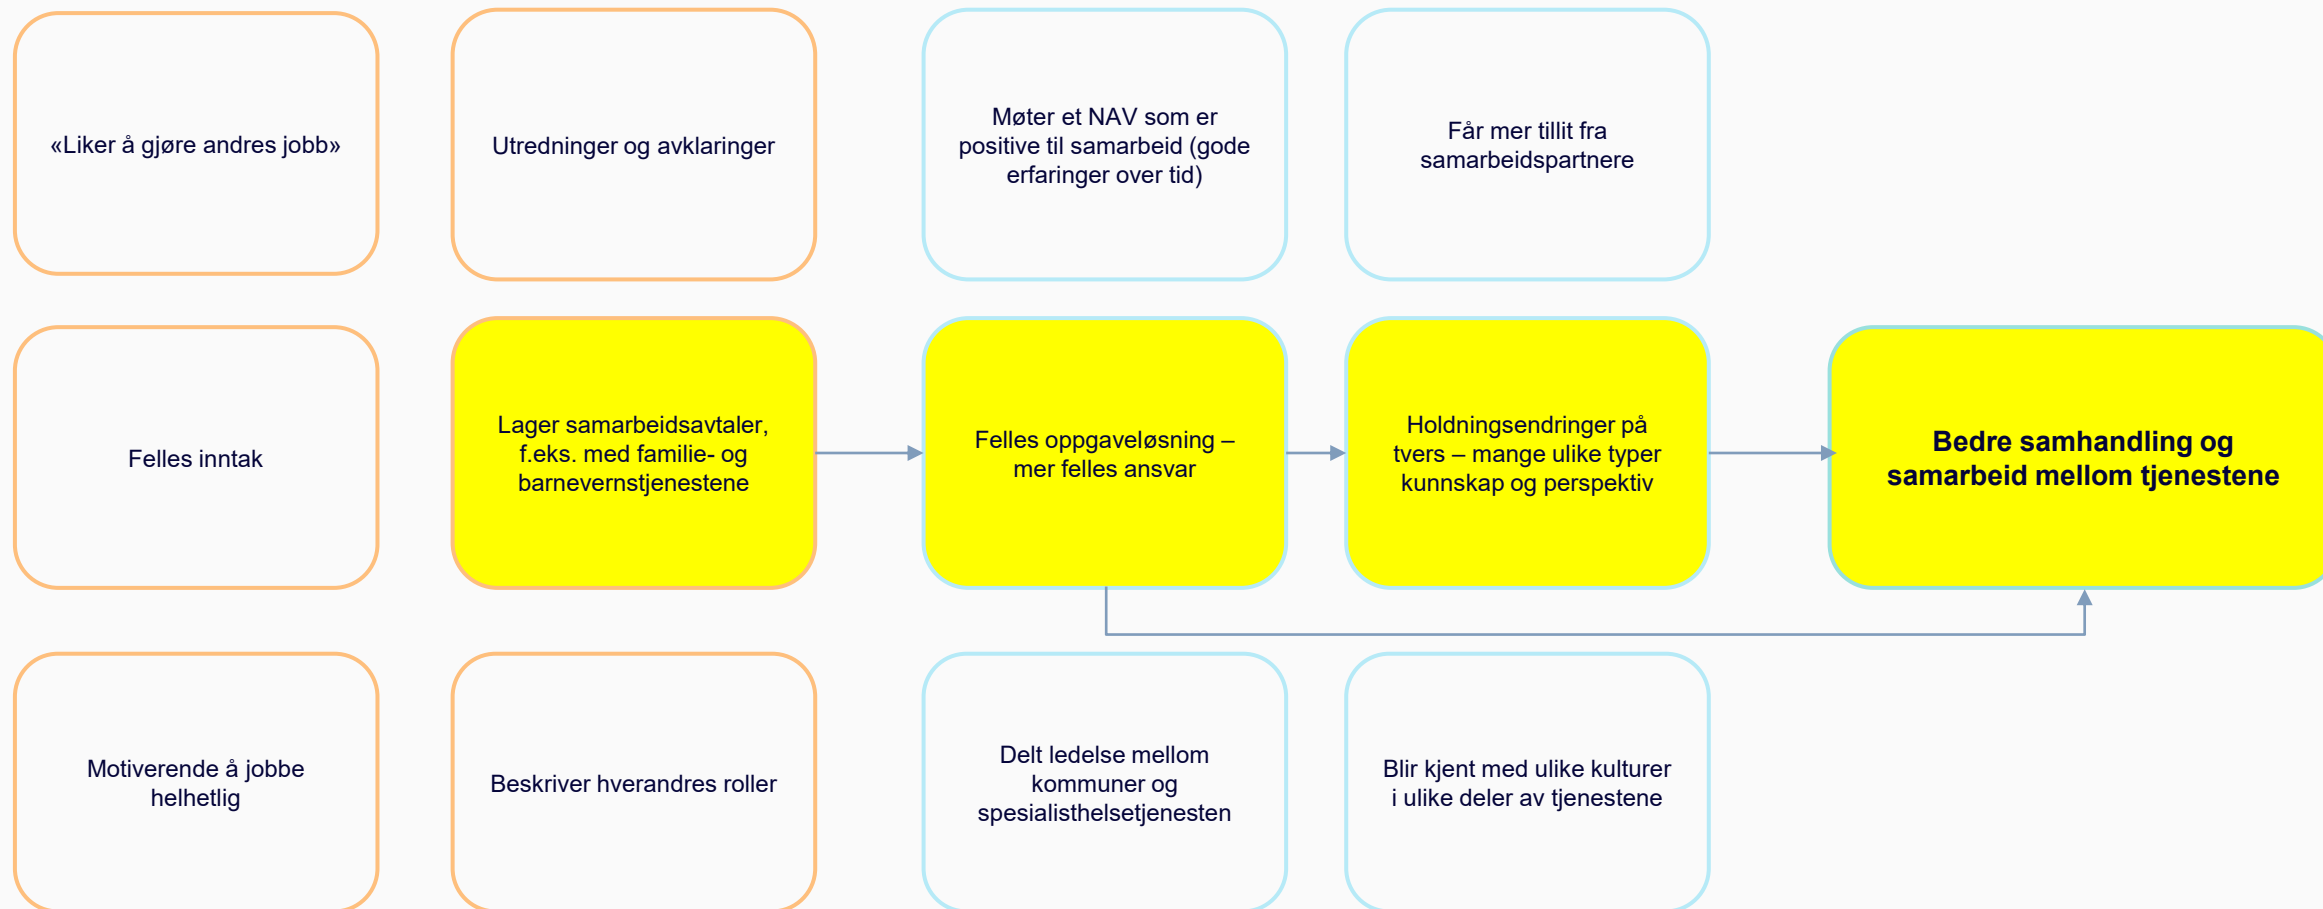 «Liker å gjøre andres jobb»
Utredninger og avklaringer
Møter et NAV som er
positive til samarbeid (gode
erfaringer over tid)
Får mer tillit fra
samarbeidspartnere
Felles inntak
Lager samarbeidsavtaler,
f.eks. med familie- og
barnevernstjenestene
Felles oppgaveløsning –
mer felles ansvar
Holdningsendringer på
tvers – mange ulike typer
kunnskap og perspektiv
Bedre samhandling og
samarbeid mellom tjenestene
Motiverende å jobbe
helhetlig
Beskriver hverandres roller
Delt ledelse mellom
kommuner og
spesialisthelsetjenesten
Blir kjent med ulike kulturer
i ulike deler av tjenestene